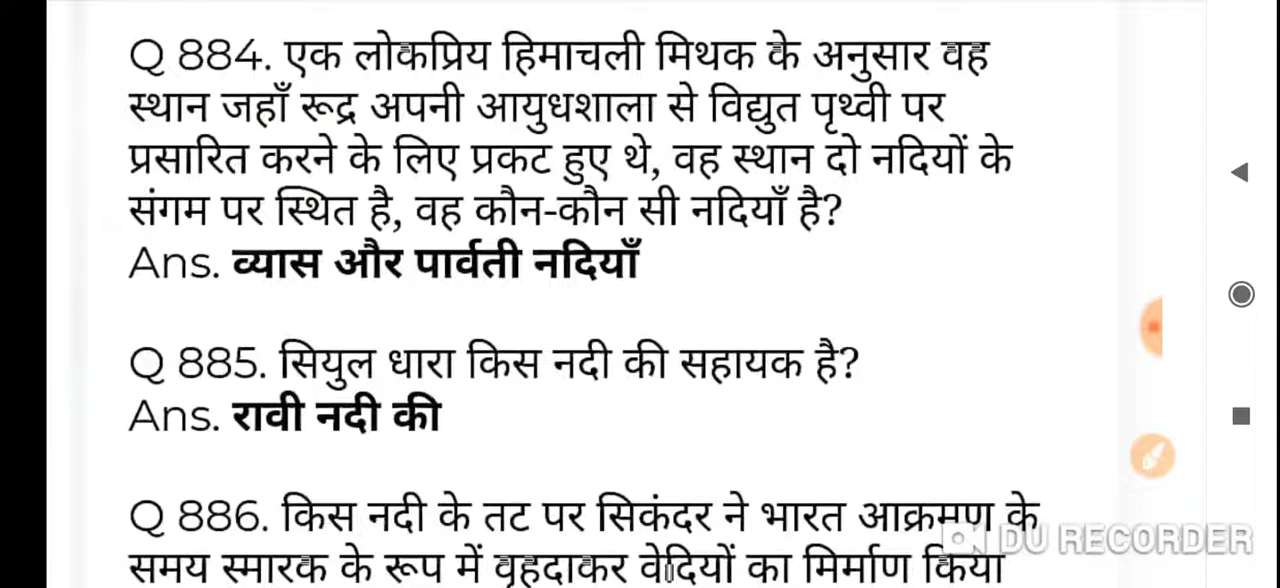 Q 884. एक लोकप्रिय हिमाचली मिथक के अनुसार वह
स्थान जहाँ रूद्र अपनी आयुधशाला से विद्युत पृथ्वी पर
प्रसारित करने के लिए प्रकट हुए थे, वह स्थान दो नदियों के
संगम पर स्थित है, वह कौन-कौन सी नदियाँ है?
Ans. व्यास और पार्वती नदियाँ
Q 885. सियुल धारा किस नदी की सहायक है?
Ans. रावी नदी की
Q 886. किस नदी के तट पर सिकंदर ने भारत आक्रमण के
समय स्मारक के रूप में वृहदाकर वेदियों का मिर्माण किया
DU RECORDER